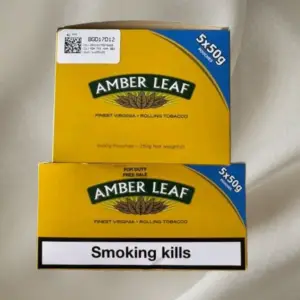 BGD17D12
5x50g
POUCHES
AMBER LEAF
FINEST VIRGINIA • ROLLING TOBACCO
FOR DUTY
FREE SALE
5x50g
AMBER LEAF
FINEST VIRGINIA • ROLLING TOBACCO
Smoking kills